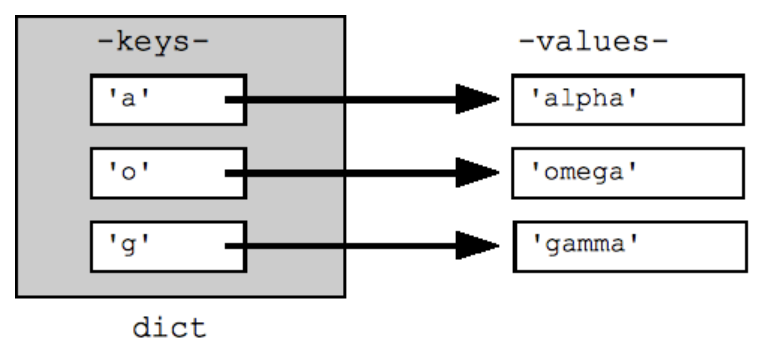 -keys- -values-
'a' 'alpha'
'o' 'omega'
'g' 'gamma'
dict